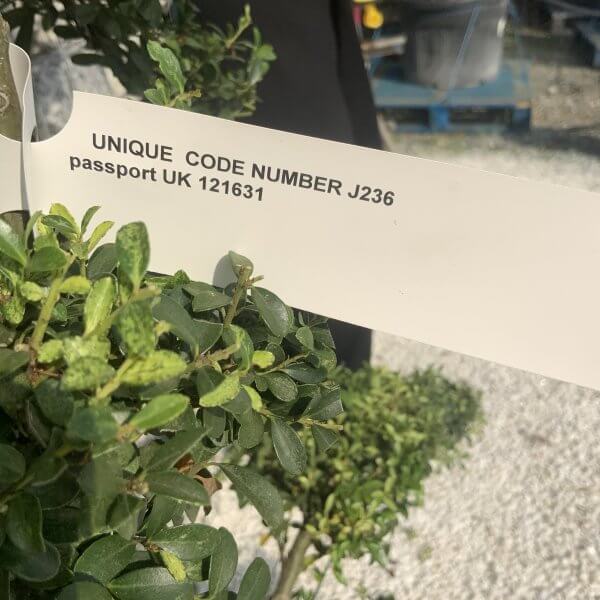 UNIQUE CODE NUMBER J236
passport UK 121631